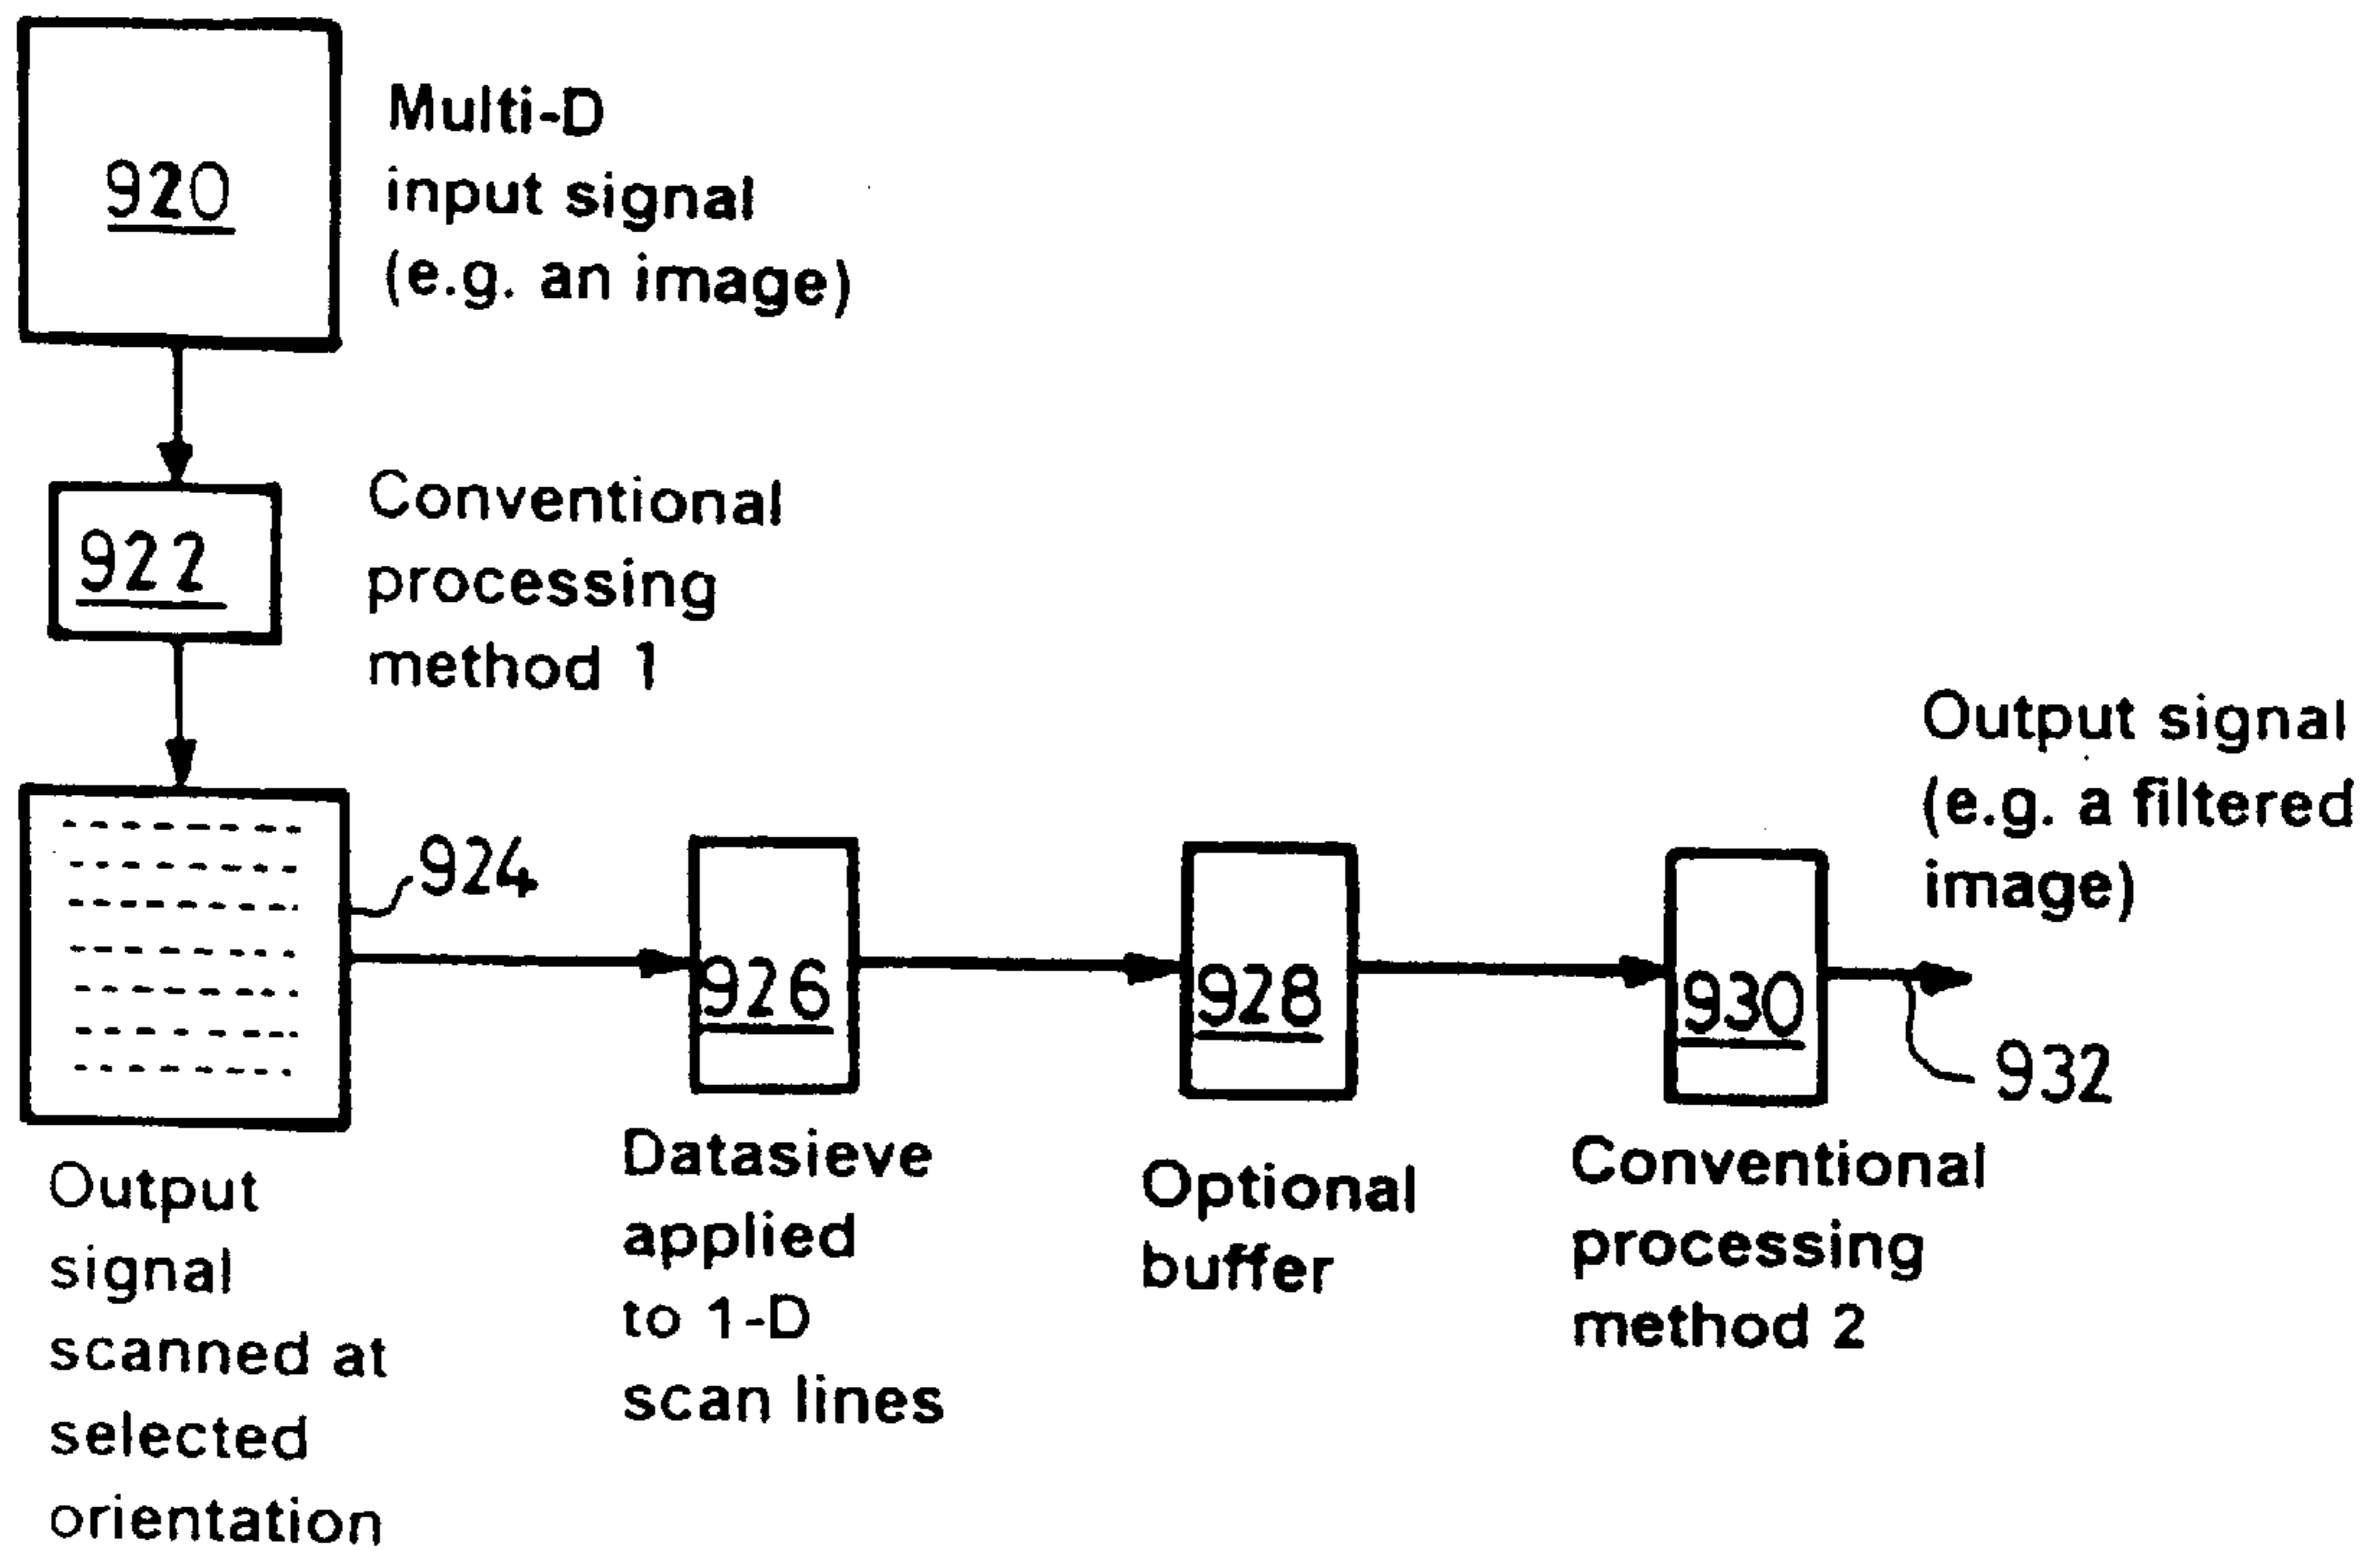 920
Multi-D
input signal
(e.g. an image)
922
Conventional
processing
method 1
924
Output
signal
scanned at
selected
orientation
926
Datasieve
applied
to 1-D
scan lines
928
Optional
buffer
930
Conventional
processing
method 2
Output signal
(e.g. a filtered
image)
932